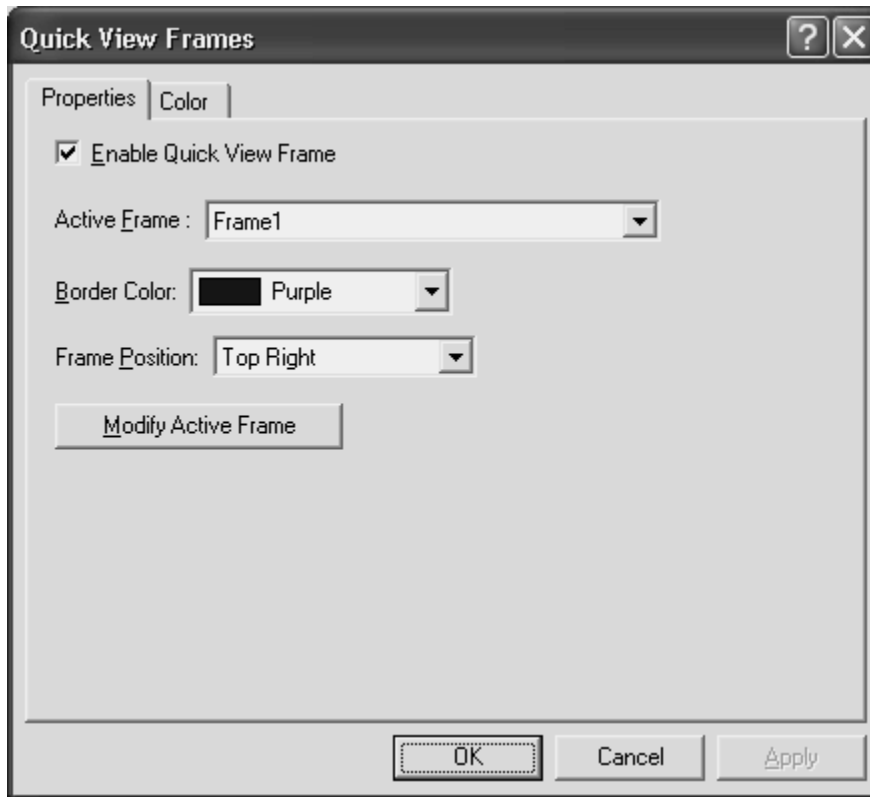 Quick View Frames
Properties Color
Enable Quick View Frame
Active Frame : Frame1
Border Color: Purple
Frame Position: Top Right
Modify Active Frame
OK Cancel Apply